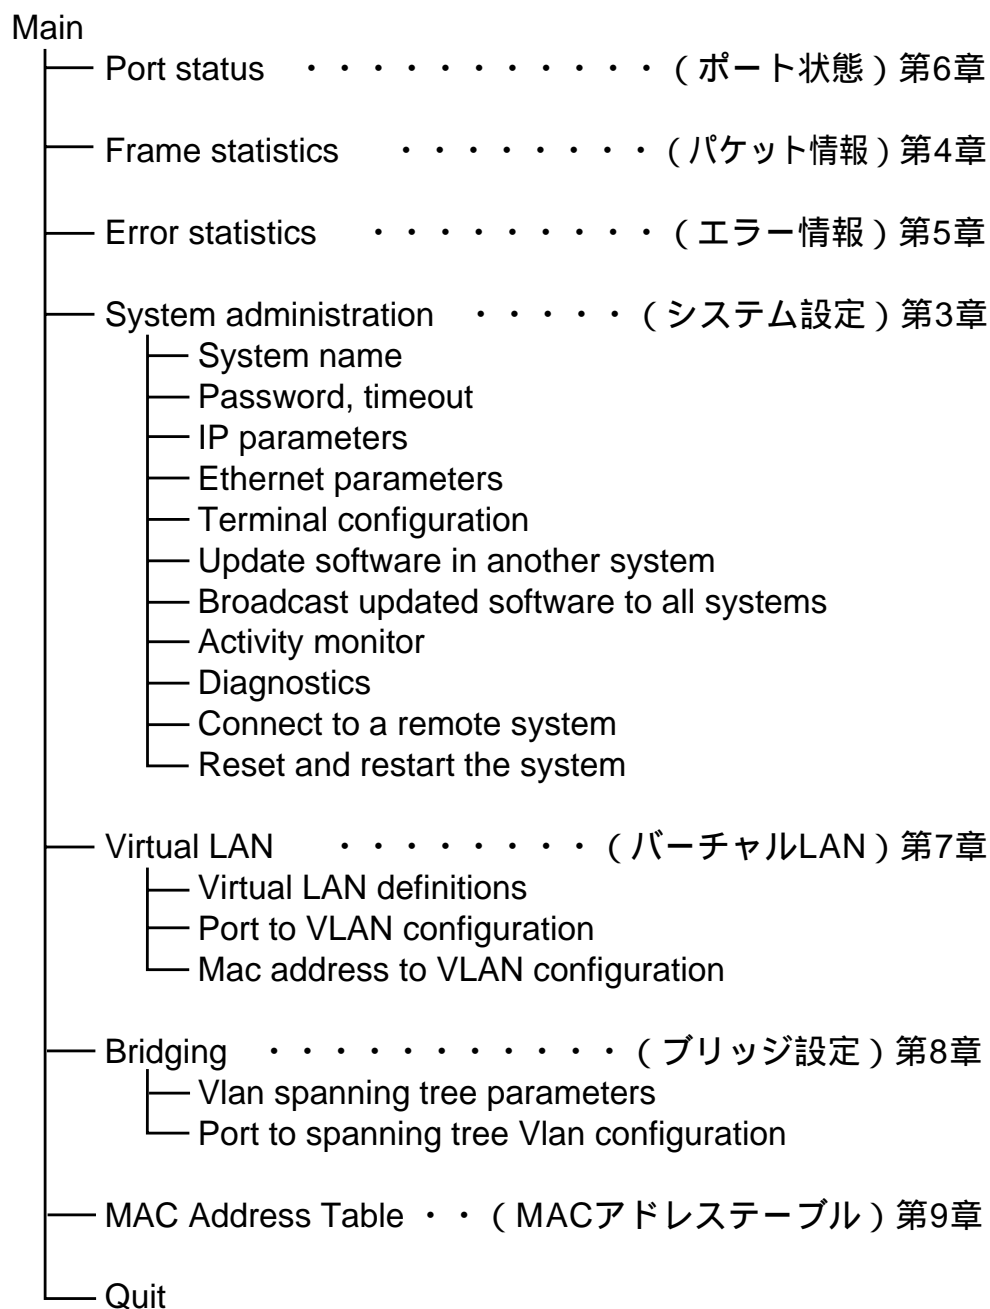 Main
Port status ・・・・・・・・・・・(ポート状態)第6章
Frame statistics ・・・・・・・・(パケット情報)第4章
Error statistics ・・・・・・・・・(エラー情報)第5章
System administration ・・・・・(システム設定)第3章
System name
Password, timeout
IP parameters
Ethernet parameters
Terminal configuration
Update software in another system
Broadcast updated software to all systems
Activity monitor
Diagnostics
Connect to a remote system
Reset and restart the system
Virtual LAN ・・・・・・・・(バーチャルLAN)第7章
Virtual LAN definitions
Port to VLAN configuration
Mac address to VLAN configuration
Bridging ・・・・・・・・・・・(ブリッジ設定)第8章
Vlan spanning tree parameters
Port to spanning tree Vlan configuration
MAC Address Table ・・(MACアドレステーブル)第9章
Quit